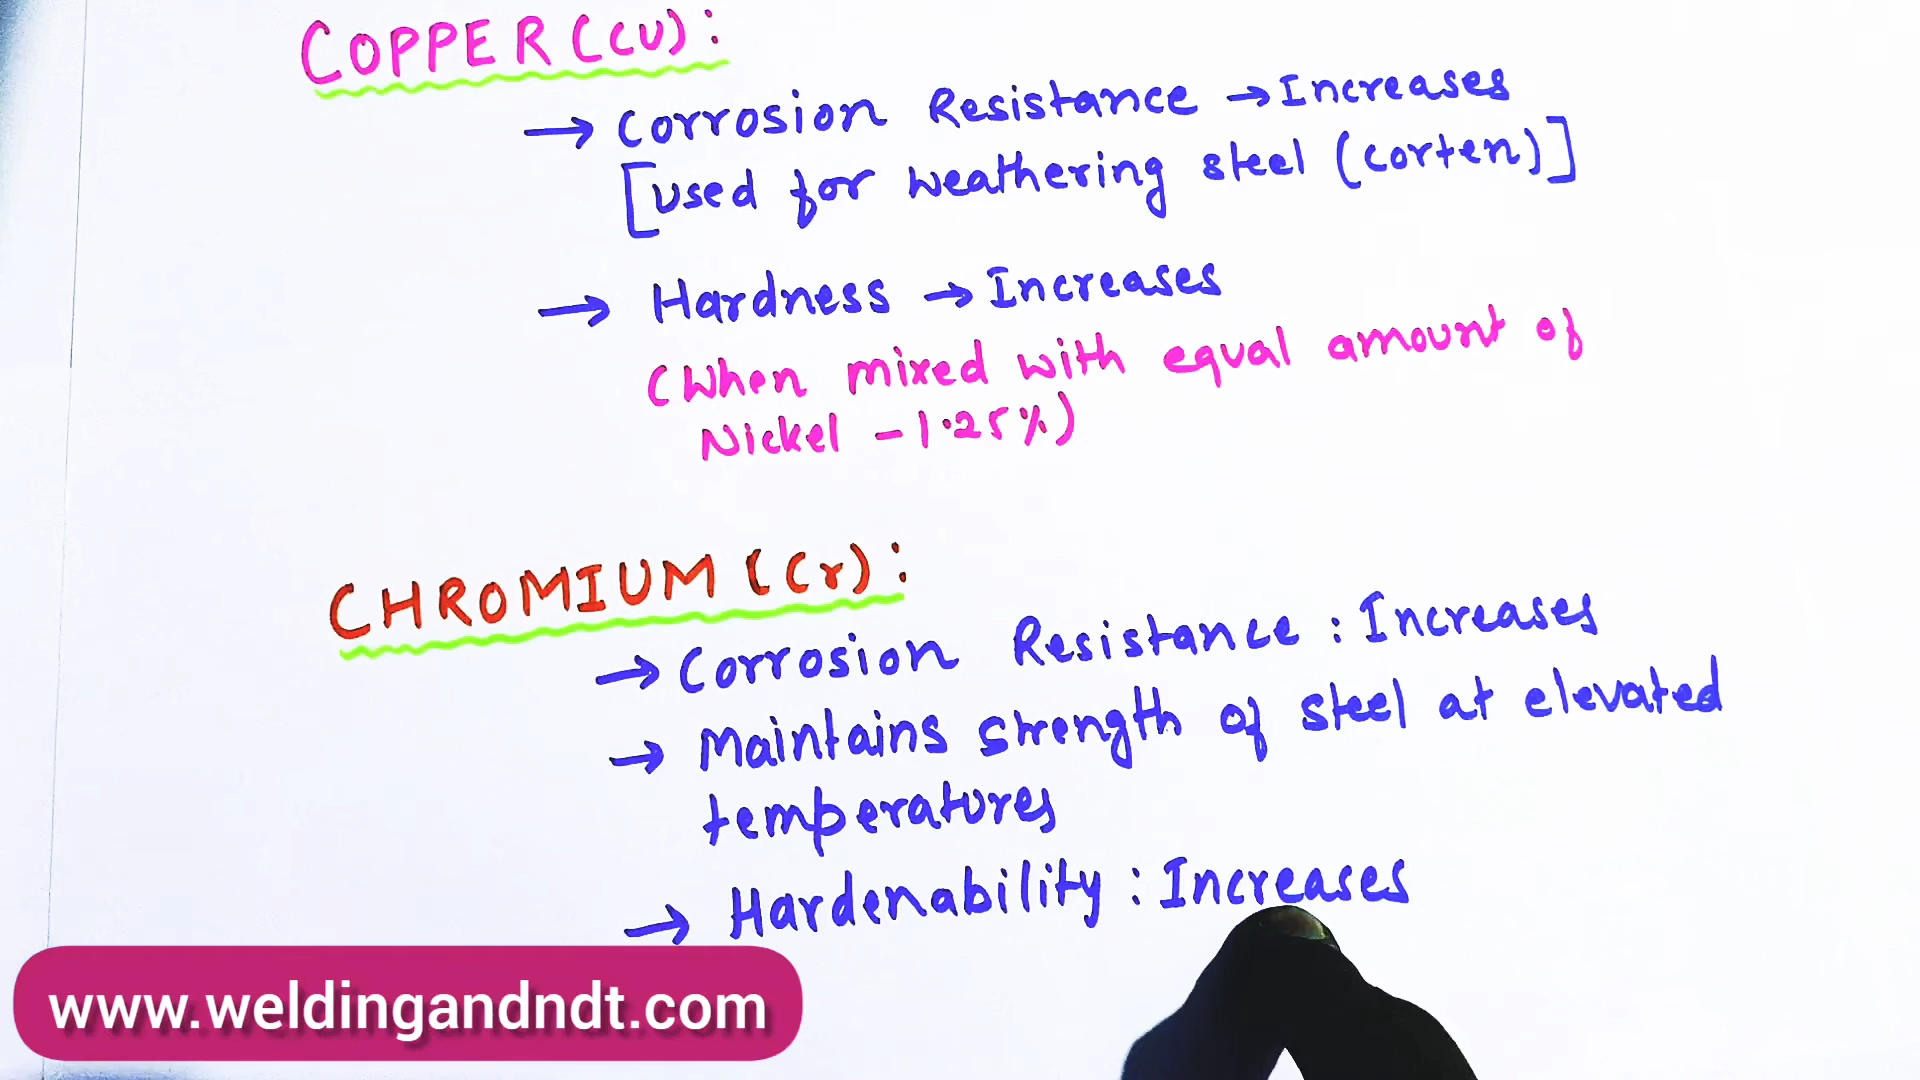 COPPER (CU) :
→ Corrosion Resistance → Increases
[used for weathering steel (corten)]
→ Hardness → Increases
(When mixed with equal amount of
Nickel - 1.25%)
CHROMIUM (Cr) :
→ Corrosion Resistance : Increases
→ Maintains strength of steel at elevated
temperatures
→ Hardenability : Increases
www.weldingandndt.com